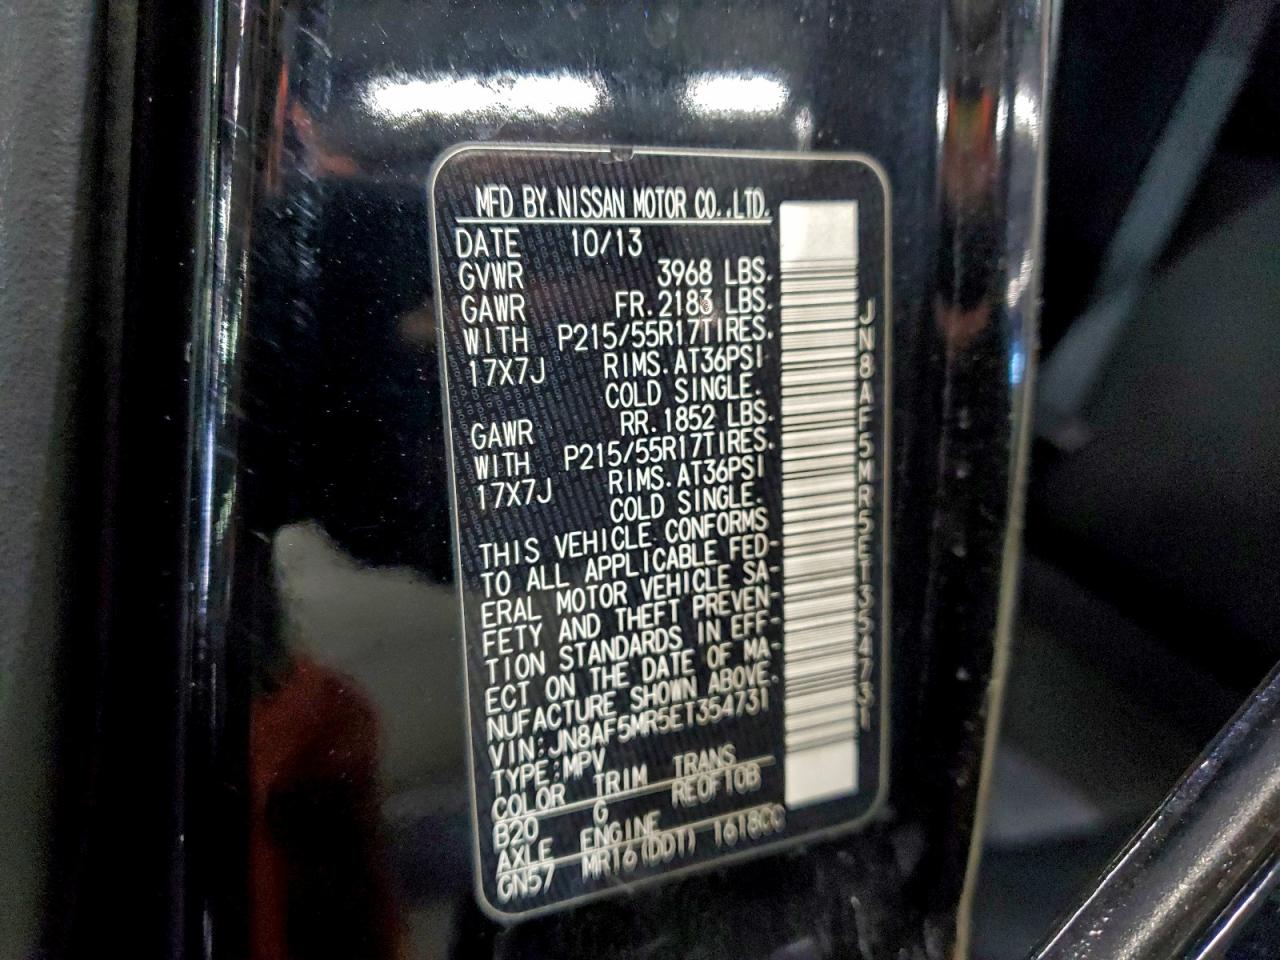 MFD BY.NISSAN MOTOR CO.,LTD.
DATE 10/13
GVWR 3968 LBS.
GAWR FR.2183 LBS.
WITH P215/55R17TIRES.
17X7J RIMS.AT36PSI
COLD SINGLE.
GAWR RR.1852 LBS.
WITH P215/55R17TIRES.
17X7J RIMS.AT36PSI
COLD SINGLE.
THIS VEHICLE CONFORMS
TO ALL APPLICABLE FED-
ERAL MOTOR VEHICLE SA-
FETY AND THEFT PREVEN-
TION STANDARDS IN EFF-
ECT ON THE DATE OF MA-
NUFACTURE SHOWN ABOVE.
VIN:JN8AF5MR5ET354731
TYPE:MPV
COLOR TRIM TRANS
B20 G RE0F10B
AXLE ENGINE
GN57 MR16(DDT) 1618CC
JN8AF5MR5ET354731